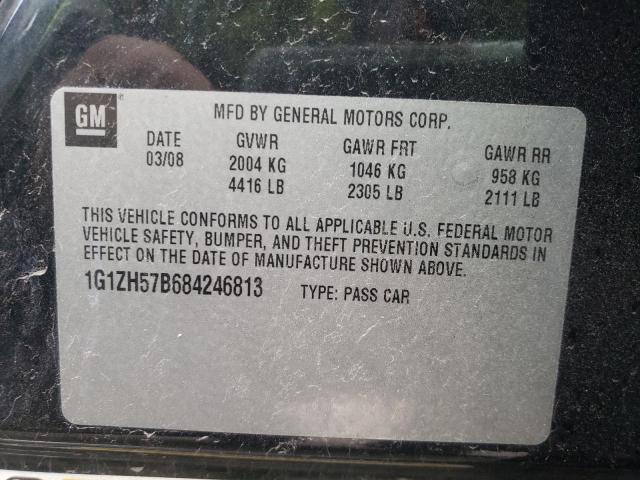 GM
MFD BY GENERAL MOTORS CORP.
DATE GVWR GAWR FRT GAWR RR
03/08 2004 KG 1046 KG 958 KG
4416 LB 2305 LB 2111 LB
THIS VEHICLE CONFORMS TO ALL APPLICABLE U.S. FEDERAL MOTOR
VEHICLE SAFETY, BUMPER, AND THEFT PREVENTION STANDARDS IN
EFFECT ON THE DATE OF MANUFACTURE SHOWN ABOVE.
1G1ZH57B684246813 TYPE: PASS CAR